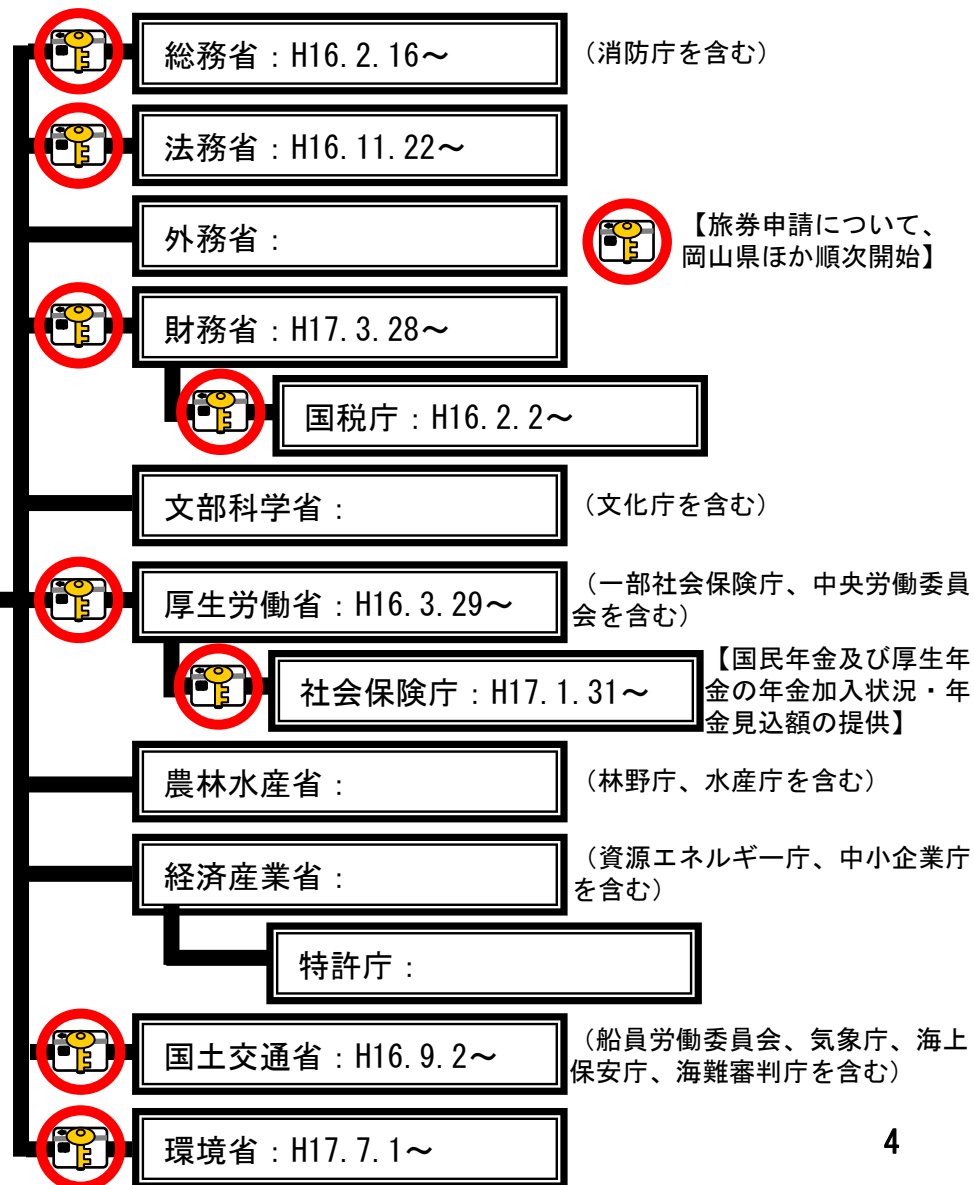 総務省：H16.2.16～
（消防庁を含む）
法務省：H16.11.22～
外務省：
【旅券申請について、
岡山県ほか順次開始】
財務省：H17.3.28～
国税庁：H16.2.2～
文部科学省：
（文化庁を含む）
厚生労働省：H16.3.29～
（一部社会保険庁、中央労働委員
会を含む）
社会保険庁：H17.1.31～
【国民年金及び厚生年
金の年金加入状況・年
金見込額の提供】
農林水産省：
（林野庁、水産庁を含む）
経済産業省：
（資源エネルギー庁、中小企業庁
を含む）
特許庁：
国土交通省：H16.9.2～
（船員労働委員会、気象庁、海上
保安庁、海難審判庁を含む）
環境省：H17.7.1～
4